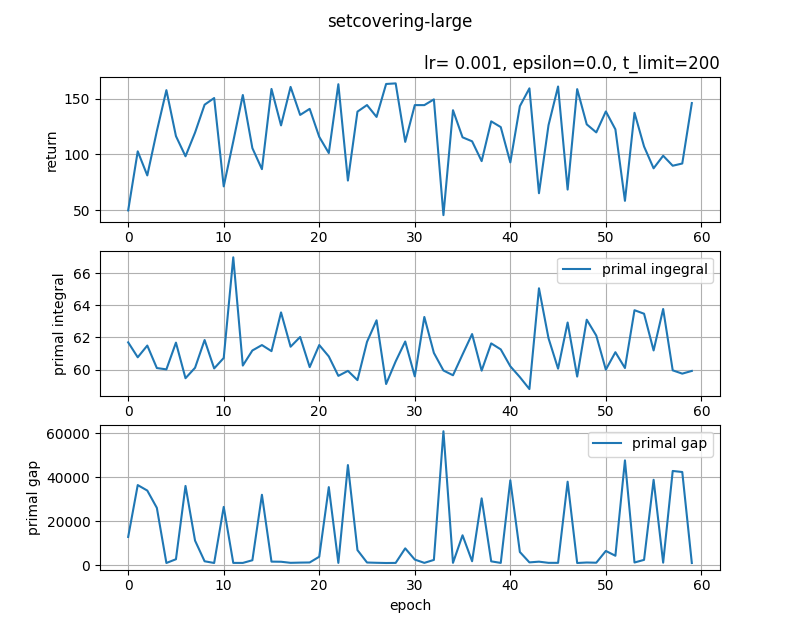 setcovering-large
lr= 0.001, epsilon=0.0, t_limit=200
150
100
50
return
0 10 20 30 40 50 60
66
64
62
60
primal integral
primal ingegral
0 10 20 30 40 50 60
60000
40000
20000
0
primal gap
primal gap
0 10 20 30 40 50 60
epoch